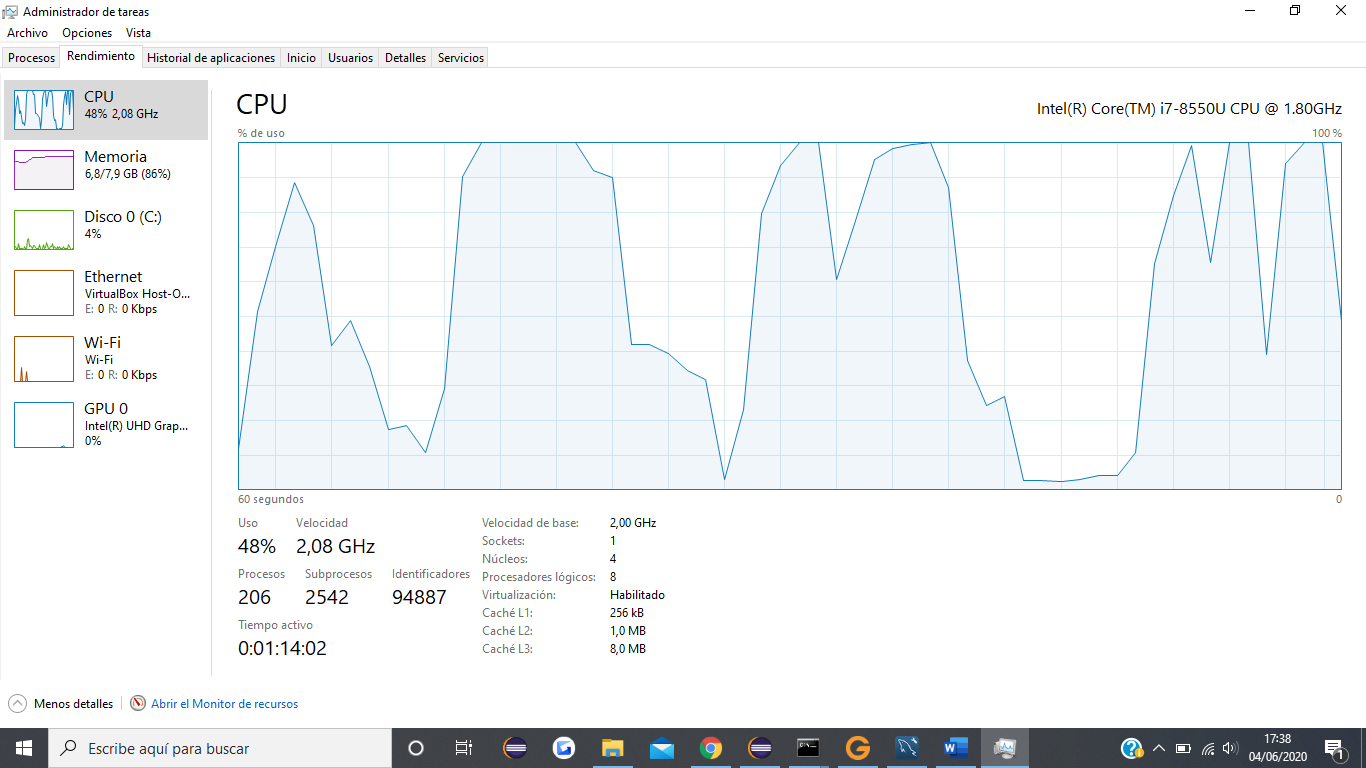 Administrador de tareas
Archivo Opciones Vista
Procesos Rendimiento Historial de aplicaciones Inicio Usuarios Detalles Servicios
CPU
48% 2,08 GHz
Memoria
6,8/7,9 GB (86%)
Disco 0 (C:)
4%
Ethernet
VirtualBox Host-O...
E: 0 R: 0 Kbps
Wi-Fi
Wi-Fi
E: 0 R: 0 Kbps
GPU 0
Intel(R) UHD Grap...
0%
CPU Intel(R) Core(TM) i7-8550U CPU @ 1.80GHz
% de uso 100 %
60 segundos 0
Uso Velocidad
48% 2,08 GHz
Procesos Subprocesos Identificadores
206 2542 94887
Tiempo activo
0:01:14:02
Velocidad de base: 2,00 GHz
Sockets: 1
Núcleos: 4
Procesadores lógicos: 8
Virtualización: Habilitado
Caché L1: 256 kB
Caché L2: 1,0 MB
Caché L3: 8,0 MB
Menos detalles Abrir el Monitor de recursos
Escribe aquí para buscar
17:38
04/06/2020
1